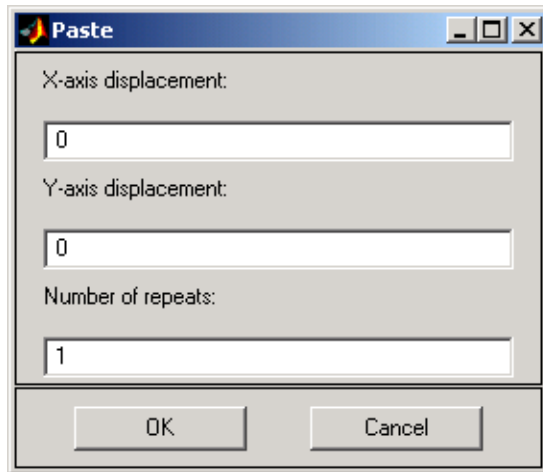 Paste
X-axis displacement:
0
Y-axis displacement:
0
Number of repeats:
1
OK Cancel